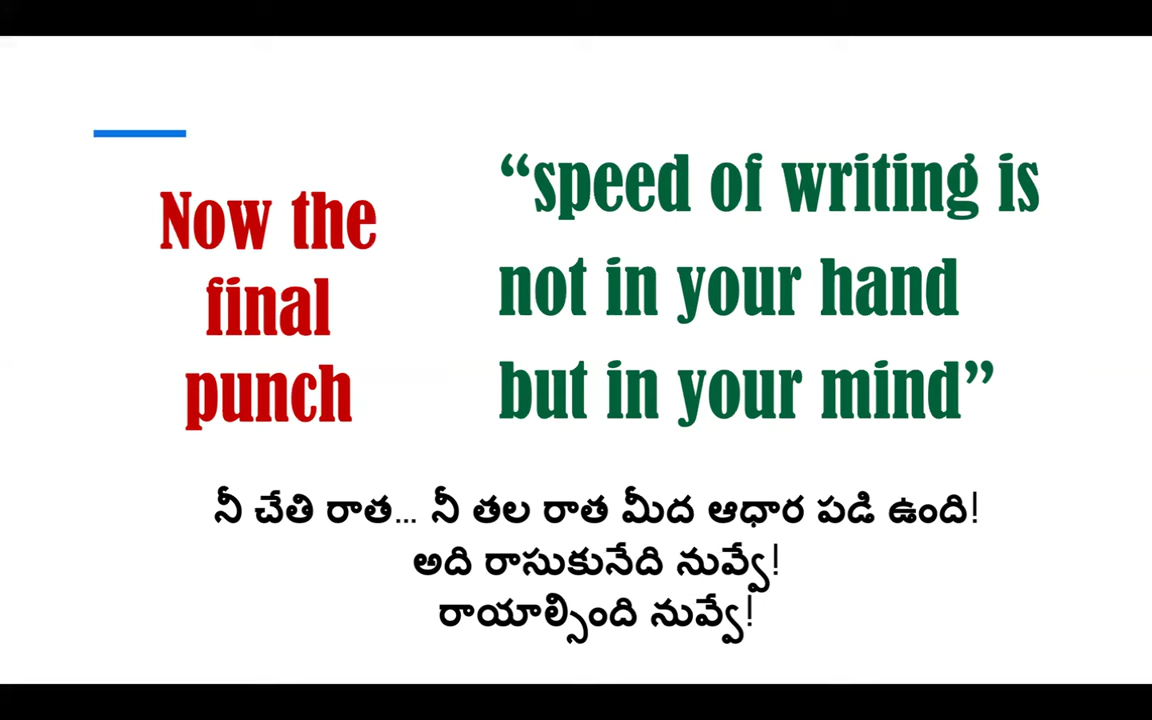 Now the
final
punch
“speed of writing is
not in your hand
but in your mind”
నీ చేతి రాత... నీ తల రాత మీద ఆధార పడి ఉంది!
అది రాసుకునేది నువ్వే!
రాయాల్సింది నువ్వే!